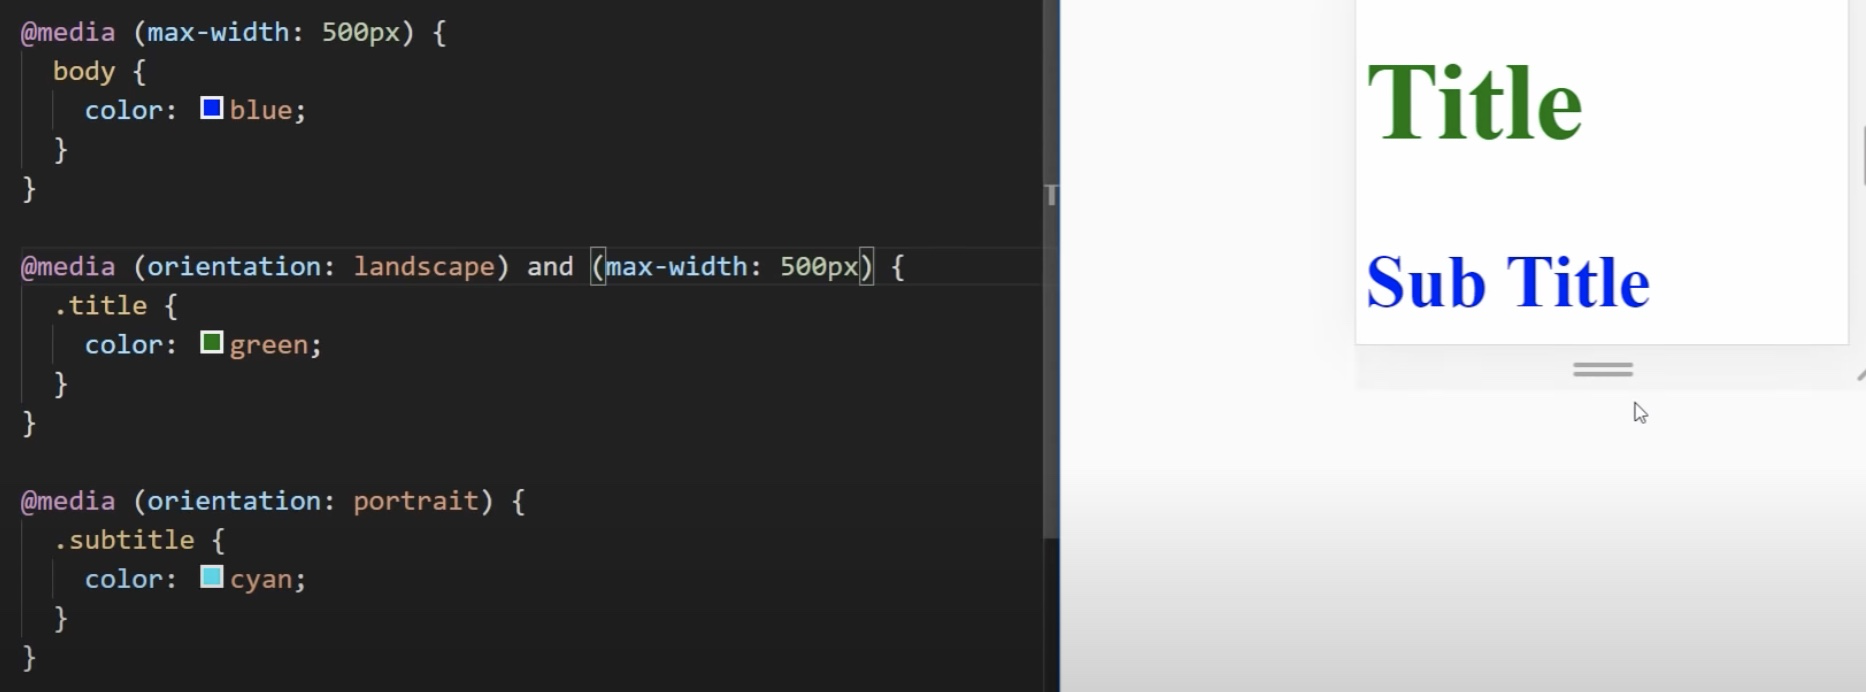 @media (max-width: 500px) {
body {
color: blue;
}
}
@media (orientation: landscape) and (max-width: 500px) {
.title {
color: green;
}
}
@media (orientation: portrait) {
.subtitle {
color: cyan;
}
}
T
Title
Sub Title